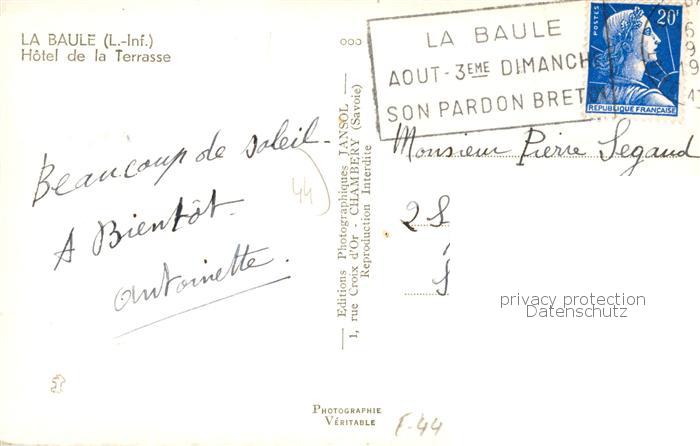 LA BAULE (L.-Inf.)
Hôtel de la Terrasse
Beaucoup de soleil.
A Bientôt.
Antoinette.
44
Editions Photographiques JANSOL
1, rue Croix d'Or - CHAMBERY (Savoie)
Reproduction Interdite
PHOTOGRAPHIE
VÉRITABLE
F-44
LA BAULE
AOUT - 3EME DIMANCHE
SON PARDON BRET
POSTES
20F
REPUBLIQUE FRANÇAISE
Monsieur Pierre Segaud
privacy protection
Datenschutz